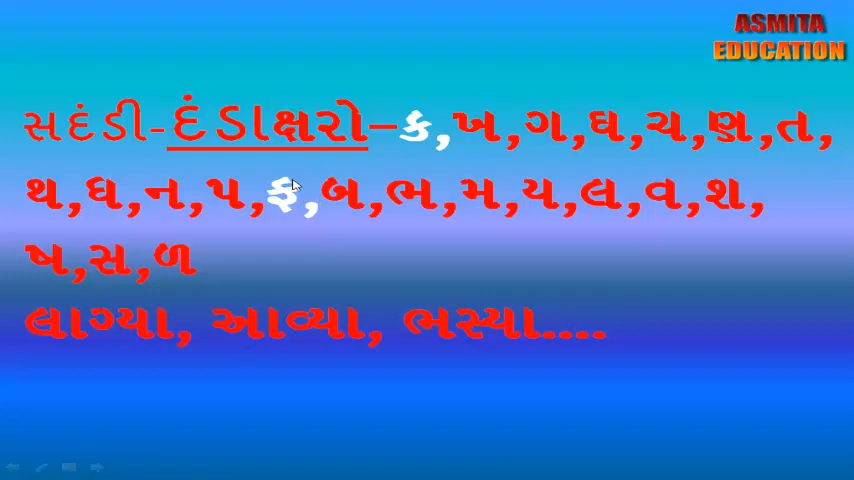 ASMITA
EDUCATION
સદંડી-દંડાક્ષરો–ક,ખ,ગ,ઘ,ચ,ણ,ત,
થ,ધ,ન,પ,ફ,બ,ભ,મ,ય,લ,વ,શ,
ષ,સ,ળ
લાગ્યા, આવ્યા, ભસ્યા....